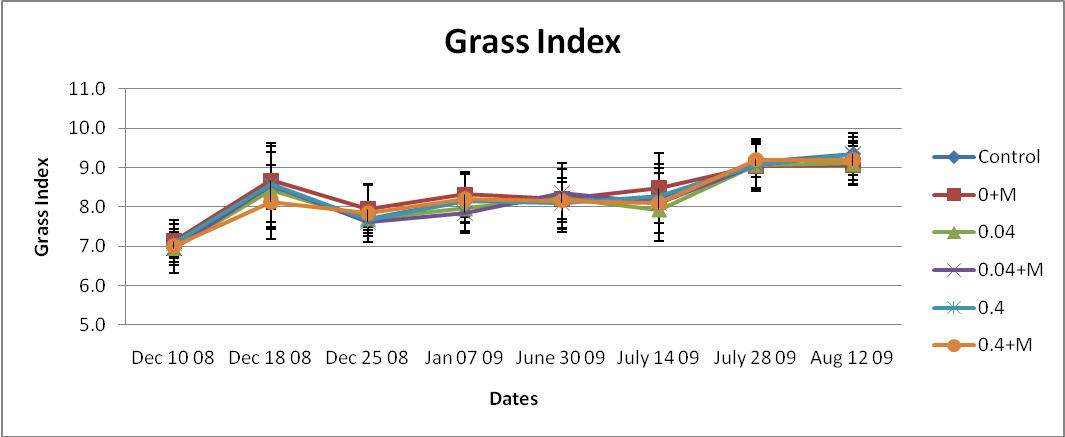 Grass Index
11.0
10.0
9.0
8.0
7.0
6.0
5.0
Grass Index
Dec 10 08 Dec 18 08 Dec 25 08 Jan 07 09 June 30 09 July 14 09 July 28 09 Aug 12 09
Dates
Control
0+M
0.04
0.04+M
0.4
0.4+M